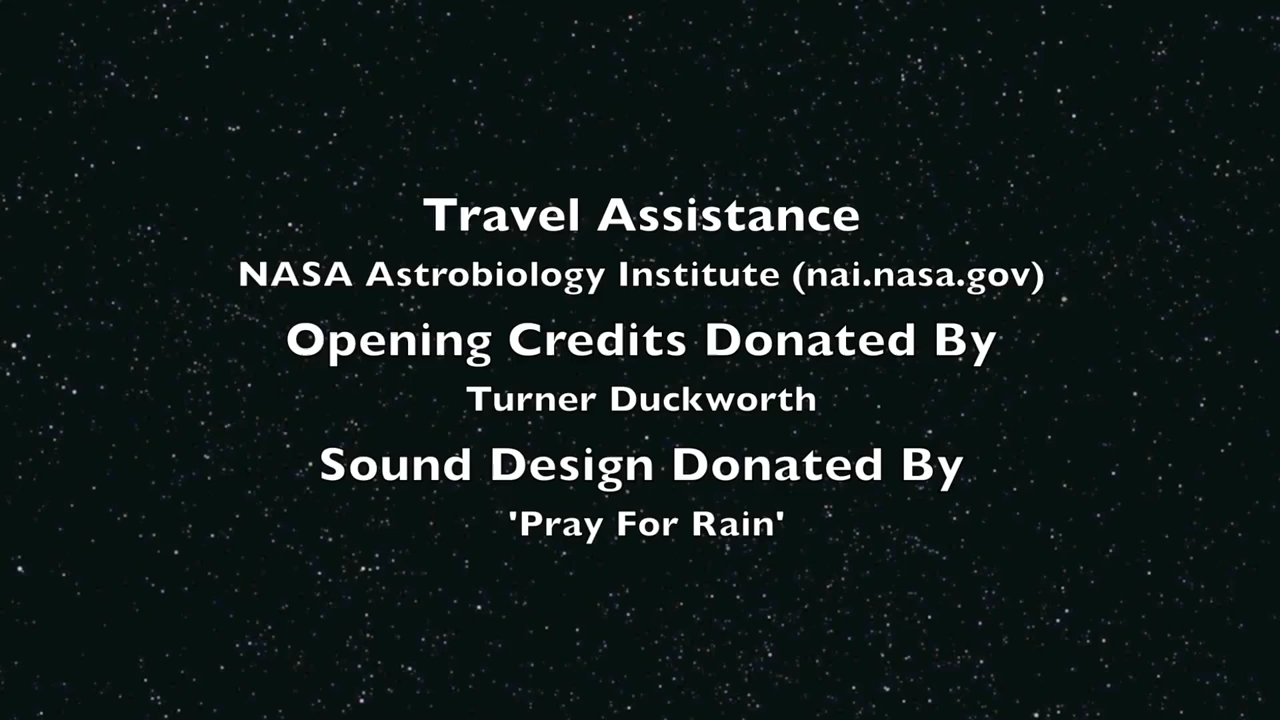 Travel Assistance
NASA Astrobiology Institute (nai.nasa.gov)
Opening Credits Donated By
Turner Duckworth
Sound Design Donated By
'Pray For Rain'